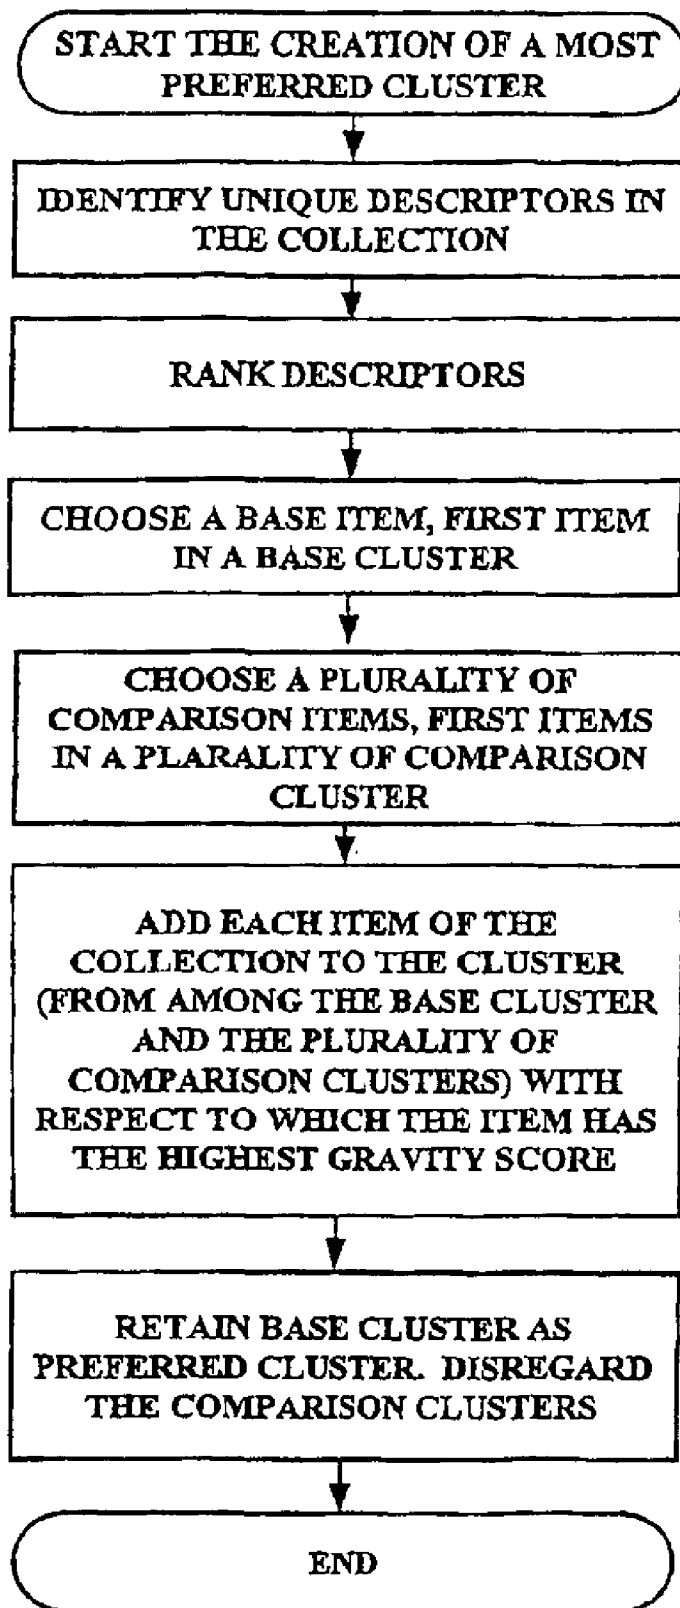 START THE CREATION OF A MOST
PREFERRED CLUSTER
IDENTIFY UNIQUE DESCRIPTORS IN
THE COLLECTION
RANK DESCRIPTORS
CHOOSE A BASE ITEM, FIRST ITEM
IN A BASE CLUSTER
CHOOSE A PLURALITY OF
COMPARISON ITEMS, FIRST ITEMS
IN A PLARALITY OF COMPARISON
CLUSTER
ADD EACH ITEM OF THE
COLLECTION TO THE CLUSTER
(FROM AMONG THE BASE CLUSTER
AND THE PLURALITY OF
COMPARISON CLUSTERS) WITH
RESPECT TO WHICH THE ITEM HAS
THE HIGHEST GRAVITY SCORE
RETAIN BASE CLUSTER AS
PREFERRED CLUSTER. DISREGARD
THE COMPARISON CLUSTERS
END